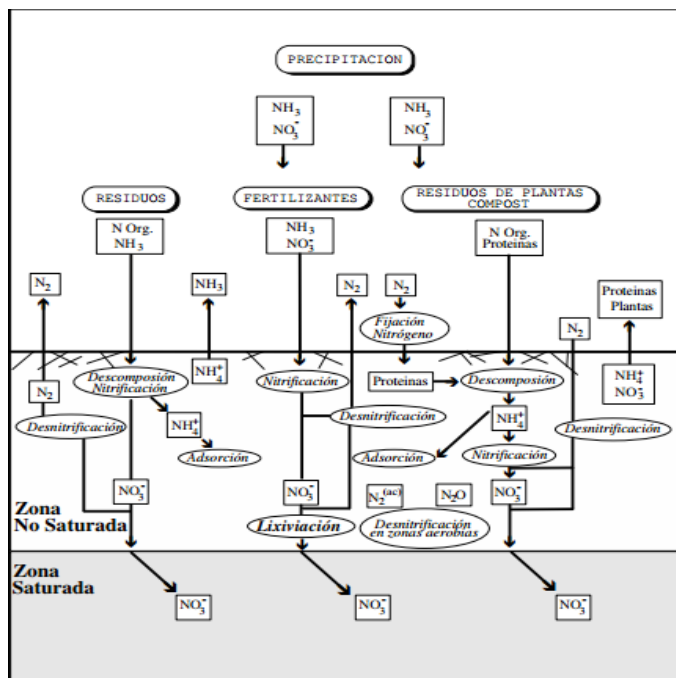 PRECIPITACION
NH3
NO3-
NH3
NO3-
RESIDUOS
FERTILIZANTES
RESIDUOS DE PLANTAS
COMPOST
N Org.
NH3
NH3
NO3-
N Org.
Proteinas
N2
NH3
N2
N2
Proteinas
Plantas
Fijación
Nitrógeno
N2
N2
Descomposión
Nitrificación
NH4+
Nitrificación
Proteinas
Descomposión
NH4+
NO3-
Desnitrificación
NH4+
Desnitrificación
NH4+
Desnitrificación
Adsorción
Adsorción
Nitrificación
NO3-
NO3-
N2(ac)
N2O
NO3-
Zona
No Saturada
Lixiviación
Desnitrificación
en zonas aerobias
Zona
Saturada
NO3-
NO3-
NO3-